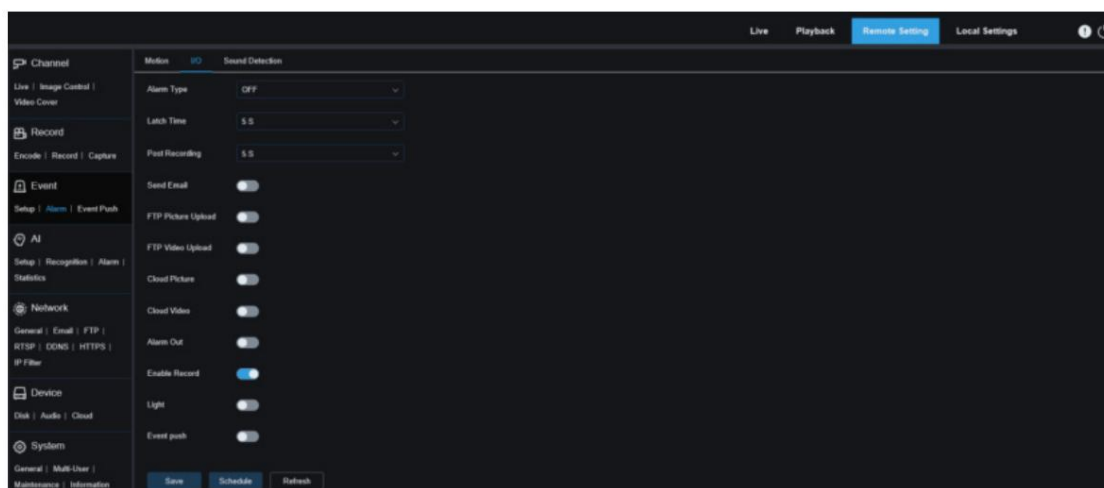 Live Playback Remote Setting Local Settings
Channel
Live | Image Control |
Video Cover
Record
Encode | Record | Capture
Event
Setup | Alarm | Event Push
AI
Setup | Recognition | Alarm |
Statistics
Network
General | Email | FTP |
RTSP | DDNS | HTTPS |
IP Filter
Device
Disk | Audio | Cloud
System
General | Multi-User |
Maintenance | Information
Motion I/O Sound Detection
Alarm Type OFF
Latch Time 5 S
Post Recording 5 S
Send Email
FTP Picture Upload
FTP Video Upload
Cloud Picture
Cloud Video
Alarm Out
Enable Record
Light
Event push
Save Schedule Refresh